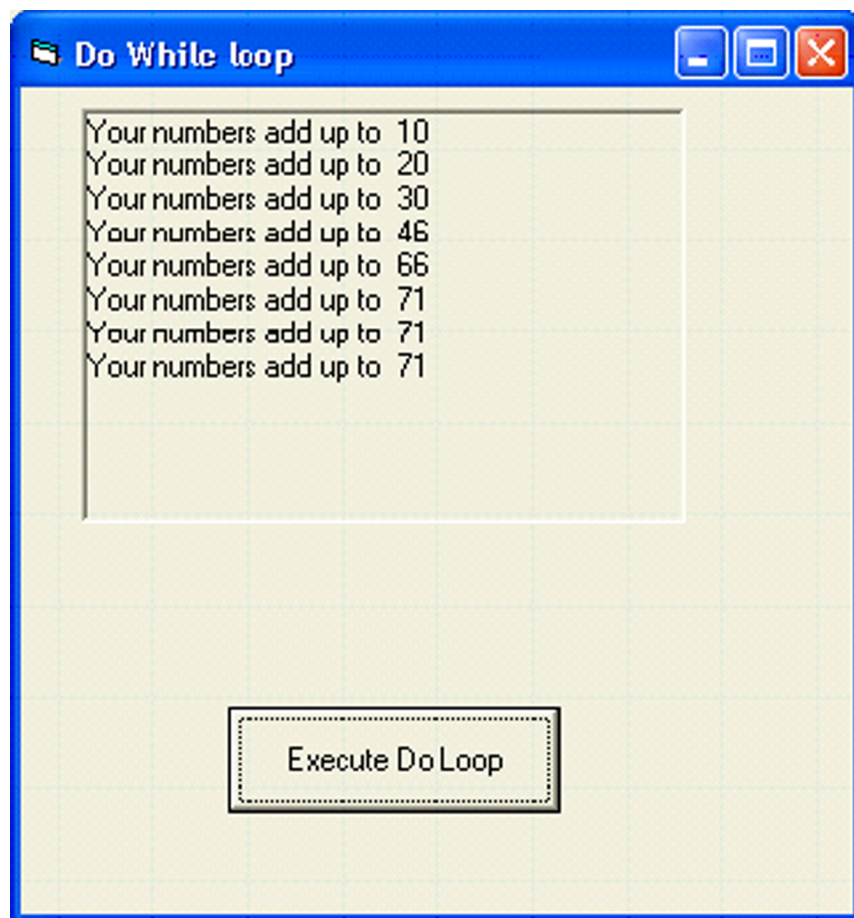 Do While loop
Your numbers add up to 10
Your numbers add up to 20
Your numbers add up to 30
Your numbers add up to 46
Your numbers add up to 66
Your numbers add up to 71
Your numbers add up to 71
Your numbers add up to 71
Execute Do Loop